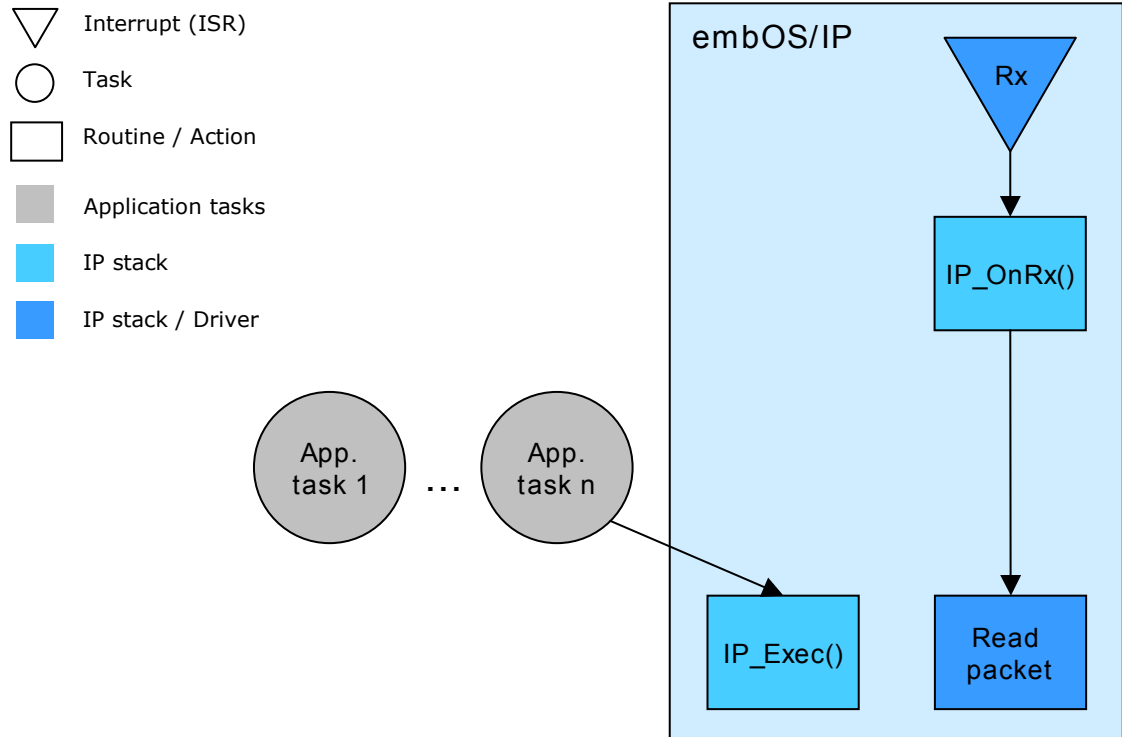 Interrupt (ISR)
Task
Routine / Action
Application tasks
IP stack
IP stack / Driver
embOS/IP
Rx
IP_OnRx()
App.
task 1
...
App.
task n
IP_Exec()
Read
packet